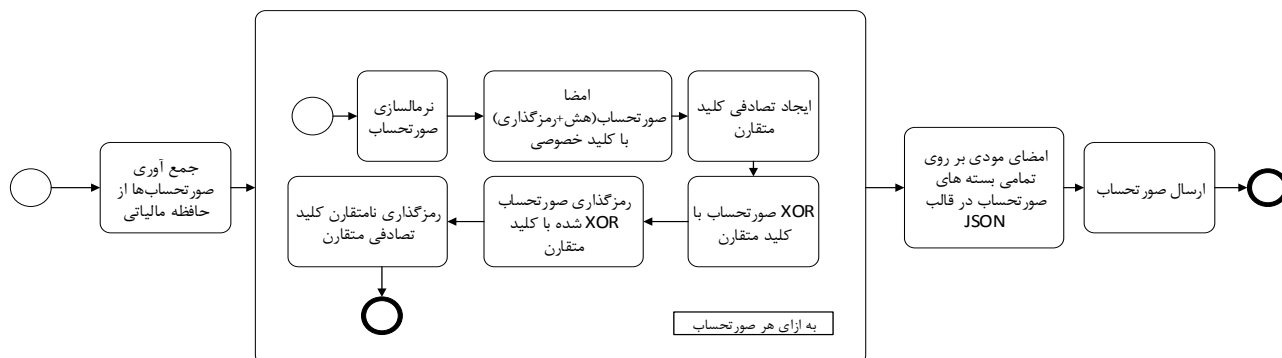 جمع آوری
صورتحساب‌ها از
حافظه مالیاتی
نرمالسازی
صورتحساب
امضا
صورتحساب(هش+رمزگذاری)
با کلید خصوصی
ایجاد تصادفی کلید
متقارن
XOR صورتحساب با
کلید متقارن
رمزگذاری صورتحساب
XOR شده با کلید
متقارن
رمزگذاری نامتقارن کلید
تصادفی متقارن
به ازای هر صورتحساب
امضای مودی بر روی
تمامی بسته های
صورتحساب در قالب
JSON
ارسال صورتحساب